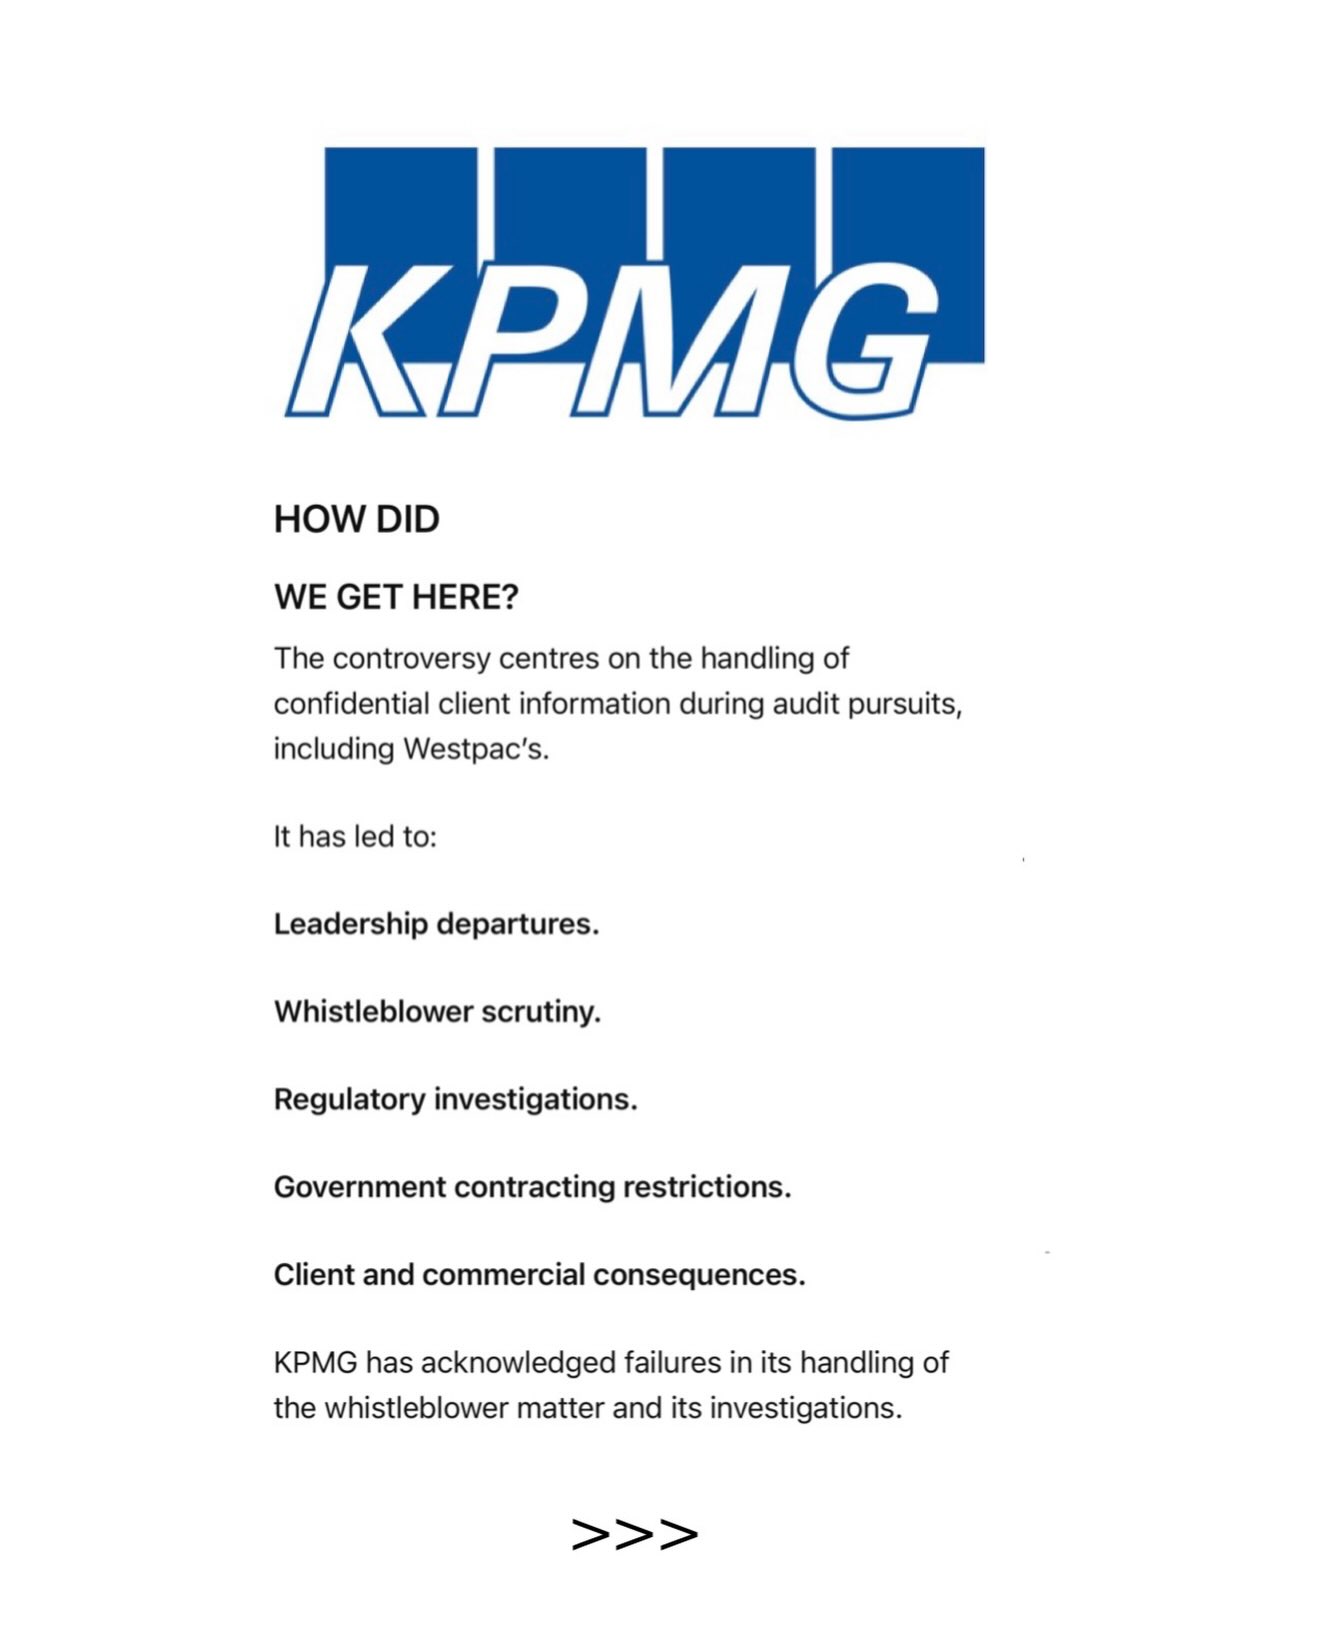 KPMG
HOW DID
WE GET HERE?
The controversy centres on the handling of
confidential client information during audit pursuits,
including Westpac’s.
It has led to:
Leadership departures.
Whistleblower scrutiny.
Regulatory investigations.
Government contracting restrictions.
Client and commercial consequences.
KPMG has acknowledged failures in its handling of
the whistleblower matter and its investigations.
>>>